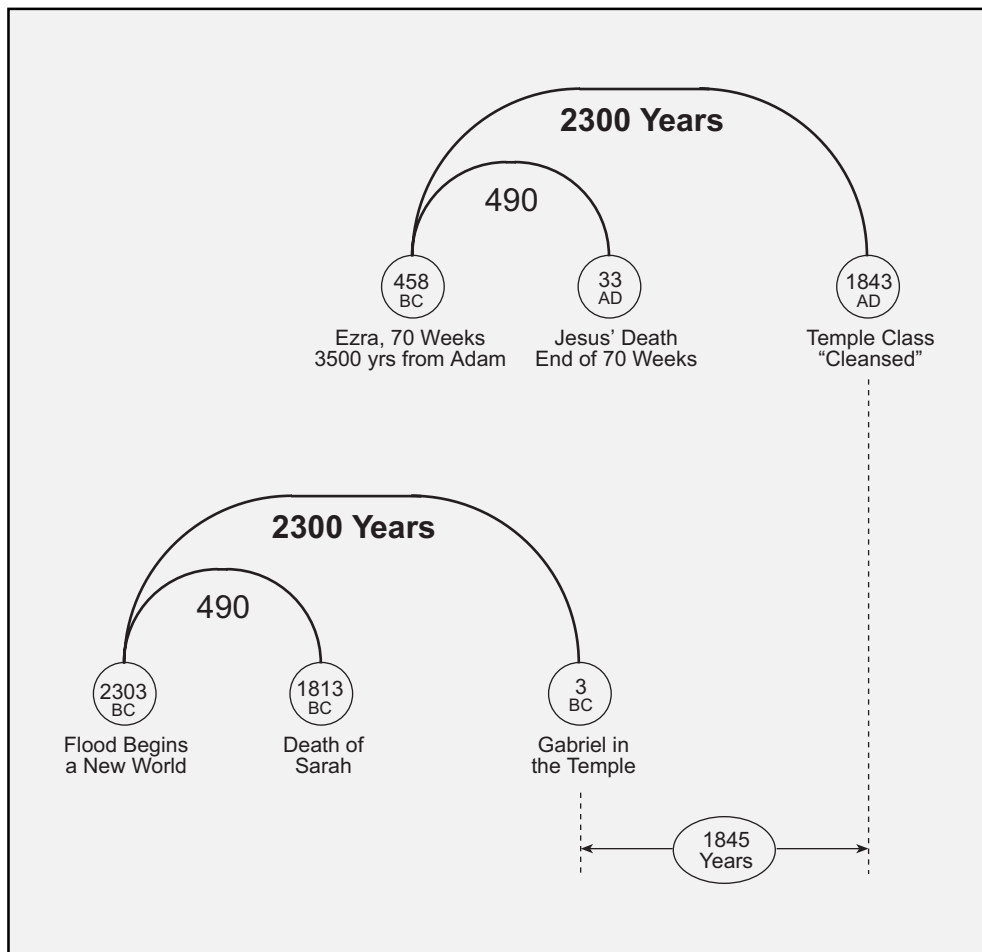 2300 Years
490
458
BC
33
AD
1843
AD
Ezra, 70 Weeks
3500 yrs from Adam
Jesus’ Death
End of 70 Weeks
Temple Class
“Cleansed”
2300 Years
490
2303
BC
1813
BC
3
BC
Flood Begins
a New World
Death of
Sarah
Gabriel in
the Temple
1845
Years